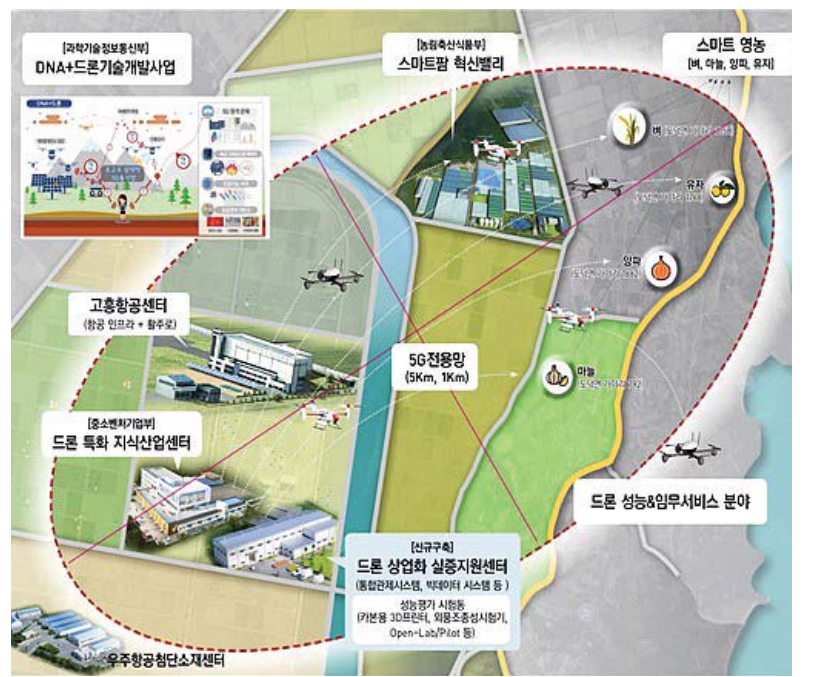 [과학기술정보통신부]
DNA+드론기술개발사업
[농림축산식품부]
스마트팜 혁신밸리
스마트 영농
[벼, 마늘, 양파, 유자]
DNA+드론
벼
유자
양파
고흥항공센터
(항공 인프라 + 활주로)
5G전용망
(5Km, 1Km)
마늘
[중소벤처기업부]
드론 특화 지식산업센터
드론 성능&임무서비스 분야
[신규구축]
드론 상업화 실증지원센터
(통합관제시스템, 빅데이터 시스템 등 )
성능평가 시험동
(카본용 3D프린터, 외풍조종성시험기,
Open-Lab/Pilot 등)
우주항공첨단소재센터